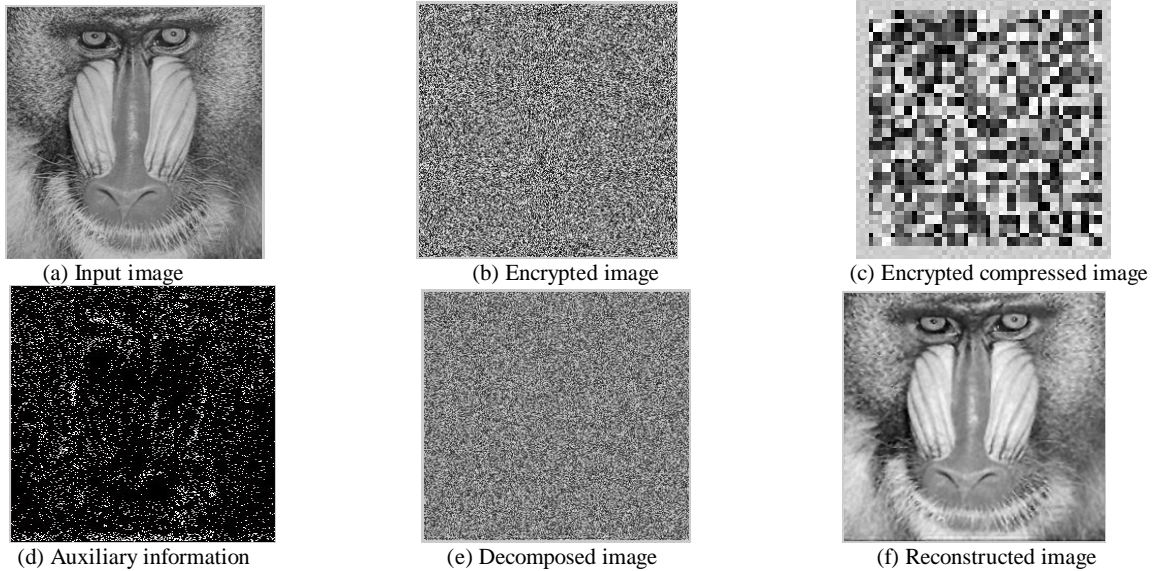 (a) Input image
(b) Encrypted image
(c) Encrypted compressed image
(d) Auxiliary information
(e) Decomposed image
(f) Reconstructed image